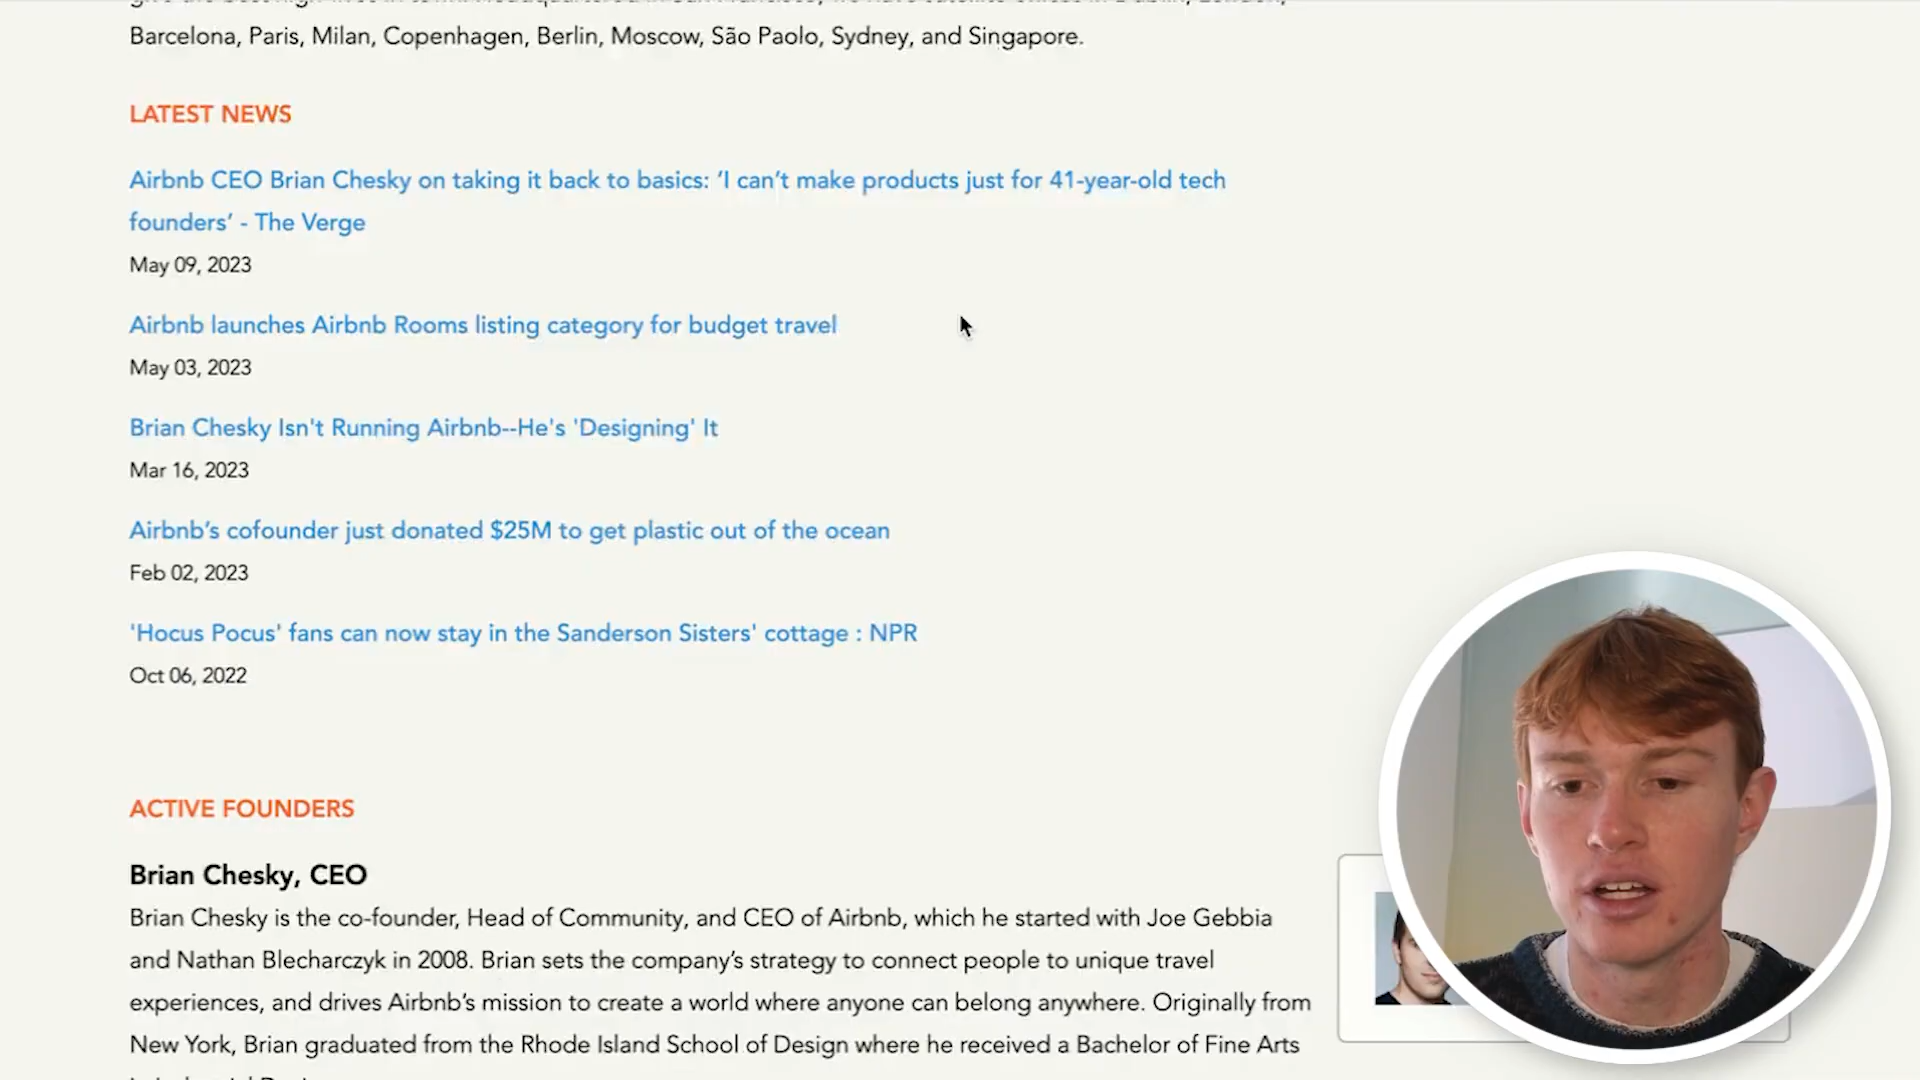 Barcelona, Paris, Milan, Copenhagen, Berlin, Moscow, São Paolo, Sydney, and Singapore.
LATEST NEWS
Airbnb CEO Brian Chesky on taking it back to basics: ‘I can’t make products just for 41-year-old tech
founders’ - The Verge
May 09, 2023
Airbnb launches Airbnb Rooms listing category for budget travel
May 03, 2023
Brian Chesky Isn't Running Airbnb--He's 'Designing' It
Mar 16, 2023
Airbnb’s cofounder just donated $25M to get plastic out of the ocean
Feb 02, 2023
'Hocus Pocus' fans can now stay in the Sanderson Sisters' cottage : NPR
Oct 06, 2022
ACTIVE FOUNDERS
Brian Chesky, CEO
Brian Chesky is the co-founder, Head of Community, and CEO of Airbnb, which he started with Joe Gebbia
and Nathan Blecharczyk in 2008. Brian sets the company’s strategy to connect people to unique travel
experiences, and drives Airbnb’s mission to create a world where anyone can belong anywhere. Originally from
New York, Brian graduated from the Rhode Island School of Design where he received a Bachelor of Fine Arts